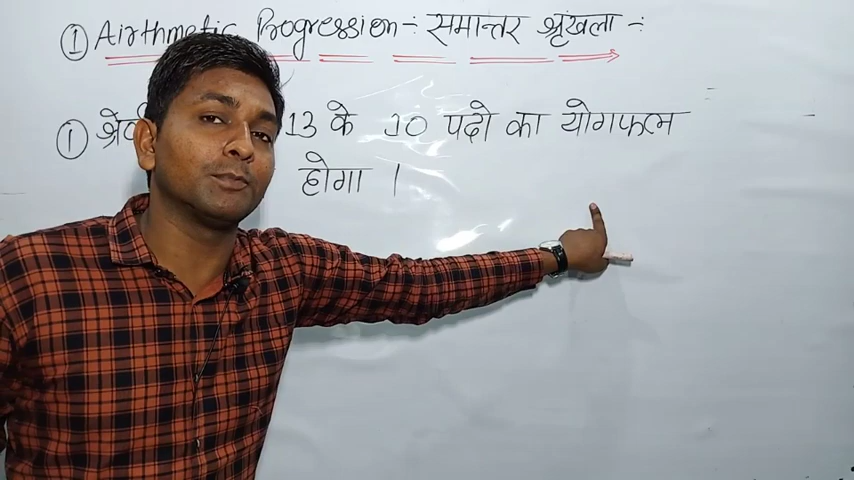 ① Airthmetic Progression -: समान्तर श्रृंखला -:
① 13 के 10 पदो का योगफल
होगा |